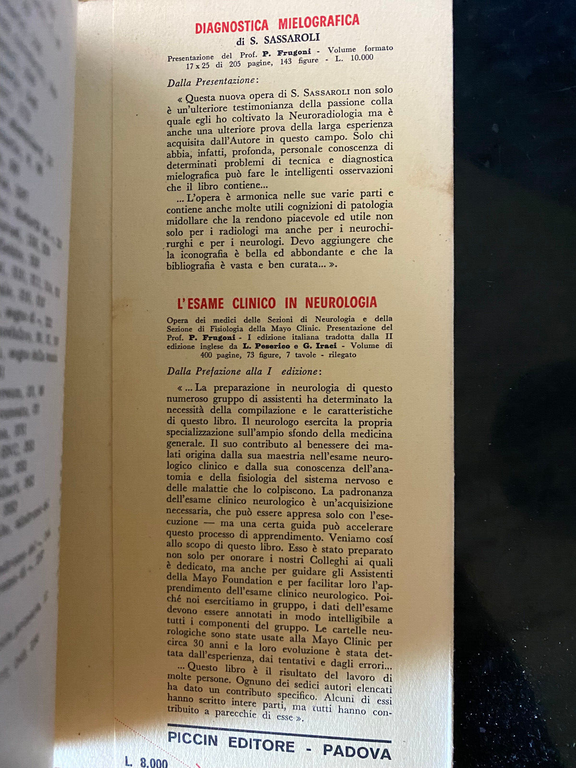 DIAGNOSTICA MIELOGRAFICA
di S. SASSAROLI
Presentazione del Prof. P. Frugoni - Volume formato
17 x 25 di 205 pagine, 143 figure - L. 10.000
Dalla Presentazione:
« Questa nuova opera di S. SASSAROLI non solo
è un'ulteriore testimonianza della passione colla
quale egli ho coltivato la Neuroradiologia ma è
anche una ulteriore prova della larga esperienza
acquisita dall'Autore in questo campo. Solo chi
abbia, infatti, profonda, personale conoscenza di
determinati problemi di tecnica e diagnostica
mielografica può fare le intelligenti osservazioni
che il libro contiene...
... L'opera è armonica nelle sue varie parti e
contiene anche molte utili cognizioni di patologia
midollare che la rendono piacevole ed utile non
solo per i radiologi ma anche per i neurochi-
rurghi e per i neurologi. Devo aggiungere che
la iconografia è bella ed abbondante e che la
bibliografia è vasta e ben curata... ».
L'ESAME CLINICO IN NEUROLOGIA
Opera dei medici delle Sezioni di Neurologia e della
Sezione di Fisiologia della Mayo Clinic. Presentazione del
Prof. P. Frugoni - I edizione italiana tradotta dalla II
edizione inglese da L. Peserico e G. Iraci - Volume di
400 pagine, 73 figure, 7 tavole - rilegato
Dalla Prefazione alla I edizione:
« ... La preparazione in neurologia di questo
numeroso gruppo di assistenti ha determinato la
necessità della compilazione e le caratteristiche
di questo libro. Il neurologo esercita la propria
specializzazione sull'ampio sfondo della medicina
generale. Il suo contributo al benessere dei ma-
lati origina dalla sua maestria nell'esame neuro-
logico clinico e dalla sua conoscenza dell'ana-
tomia e della fisiologia del sistema nervoso e
delle malattie che lo colpiscono. La padronanza
dell'esame clinico neurologico è un'acquisizione
necessaria, che può essere appresa solo con l'ese-
cuzione — ma una certa guida può accelerare
questo processo di apprendimento. Veniamo cosí
allo scopo di questo libro. Esso è stato preparato
non solo per onorare i nostri Colleghi ai quali
è dedicato, ma anche per guidare gli Assistenti
della Mayo Foundation e per facilitar loro l'ap-
prendimento dell'esame clinico neurologico. Poi-
ché noi esercitiamo in gruppo, i dati dell'esame
devono essere annotati in modo intelligibile a
tutti i componenti del gruppo. Le cartelle neu-
rologiche sono state usate alla Mayo Clinic per
circa 30 anni e la loro evoluzione è stata det-
tata dall'esperienza, dai tentativi e dagli errori...
... Questo libro è il risultato del lavoro di
molte persone. Ognuno dei sedici autori elencati
ha dato un contributo specifico. Alcuni di essi
hanno scritto intere parti, ma tutti hanno con-
tribuito a parecchie di esse ».
PICCIN EDITORE - PADOVA
L. 8.000